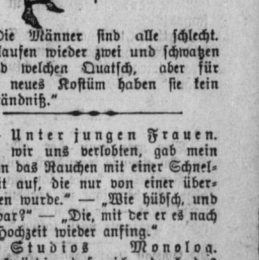 Die Männer sind alle schlecht.
laufen wieder zwei und schwatzen
welchen Quatsch, aber für
neues Kostüm haben sie kein
ändniß.“
Unter jungen Frauen.
wir uns verlobten, gab mein
das Rauchen mit einer Schnel-
it auf, die nur von einer über-
en wurde.“ — „Wie hübsch, und
war?“ — „Die, mit der er es nach
Hochzeit wieder anfing.“
Studios Monolog.